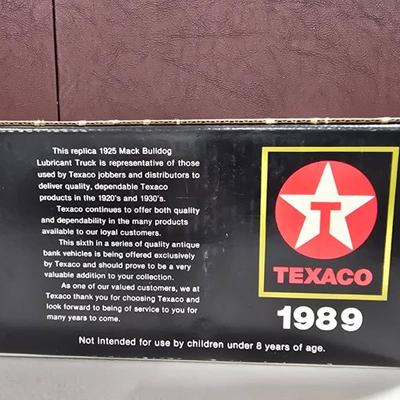 This replica 1925 Mack Bulldog
Lubricant Truck is representative of those
used by Texaco jobbers and distributors to
deliver quality, dependable Texaco
products in the 1920's and 1930's.
Texaco continues to offer both quality
and dependability in the many products
available to our loyal customers.
This sixth in a series of quality antique
bank vehicles is being offered exclusively
by Texaco and should prove to be a very
valuable addition to your collection.
As one of our valued customers, we at
Texaco thank you for choosing Texaco and
look forward to being of service to you for
many years to come.
T
TEXACO
1989
Not intended for use by children under 8 years of age.